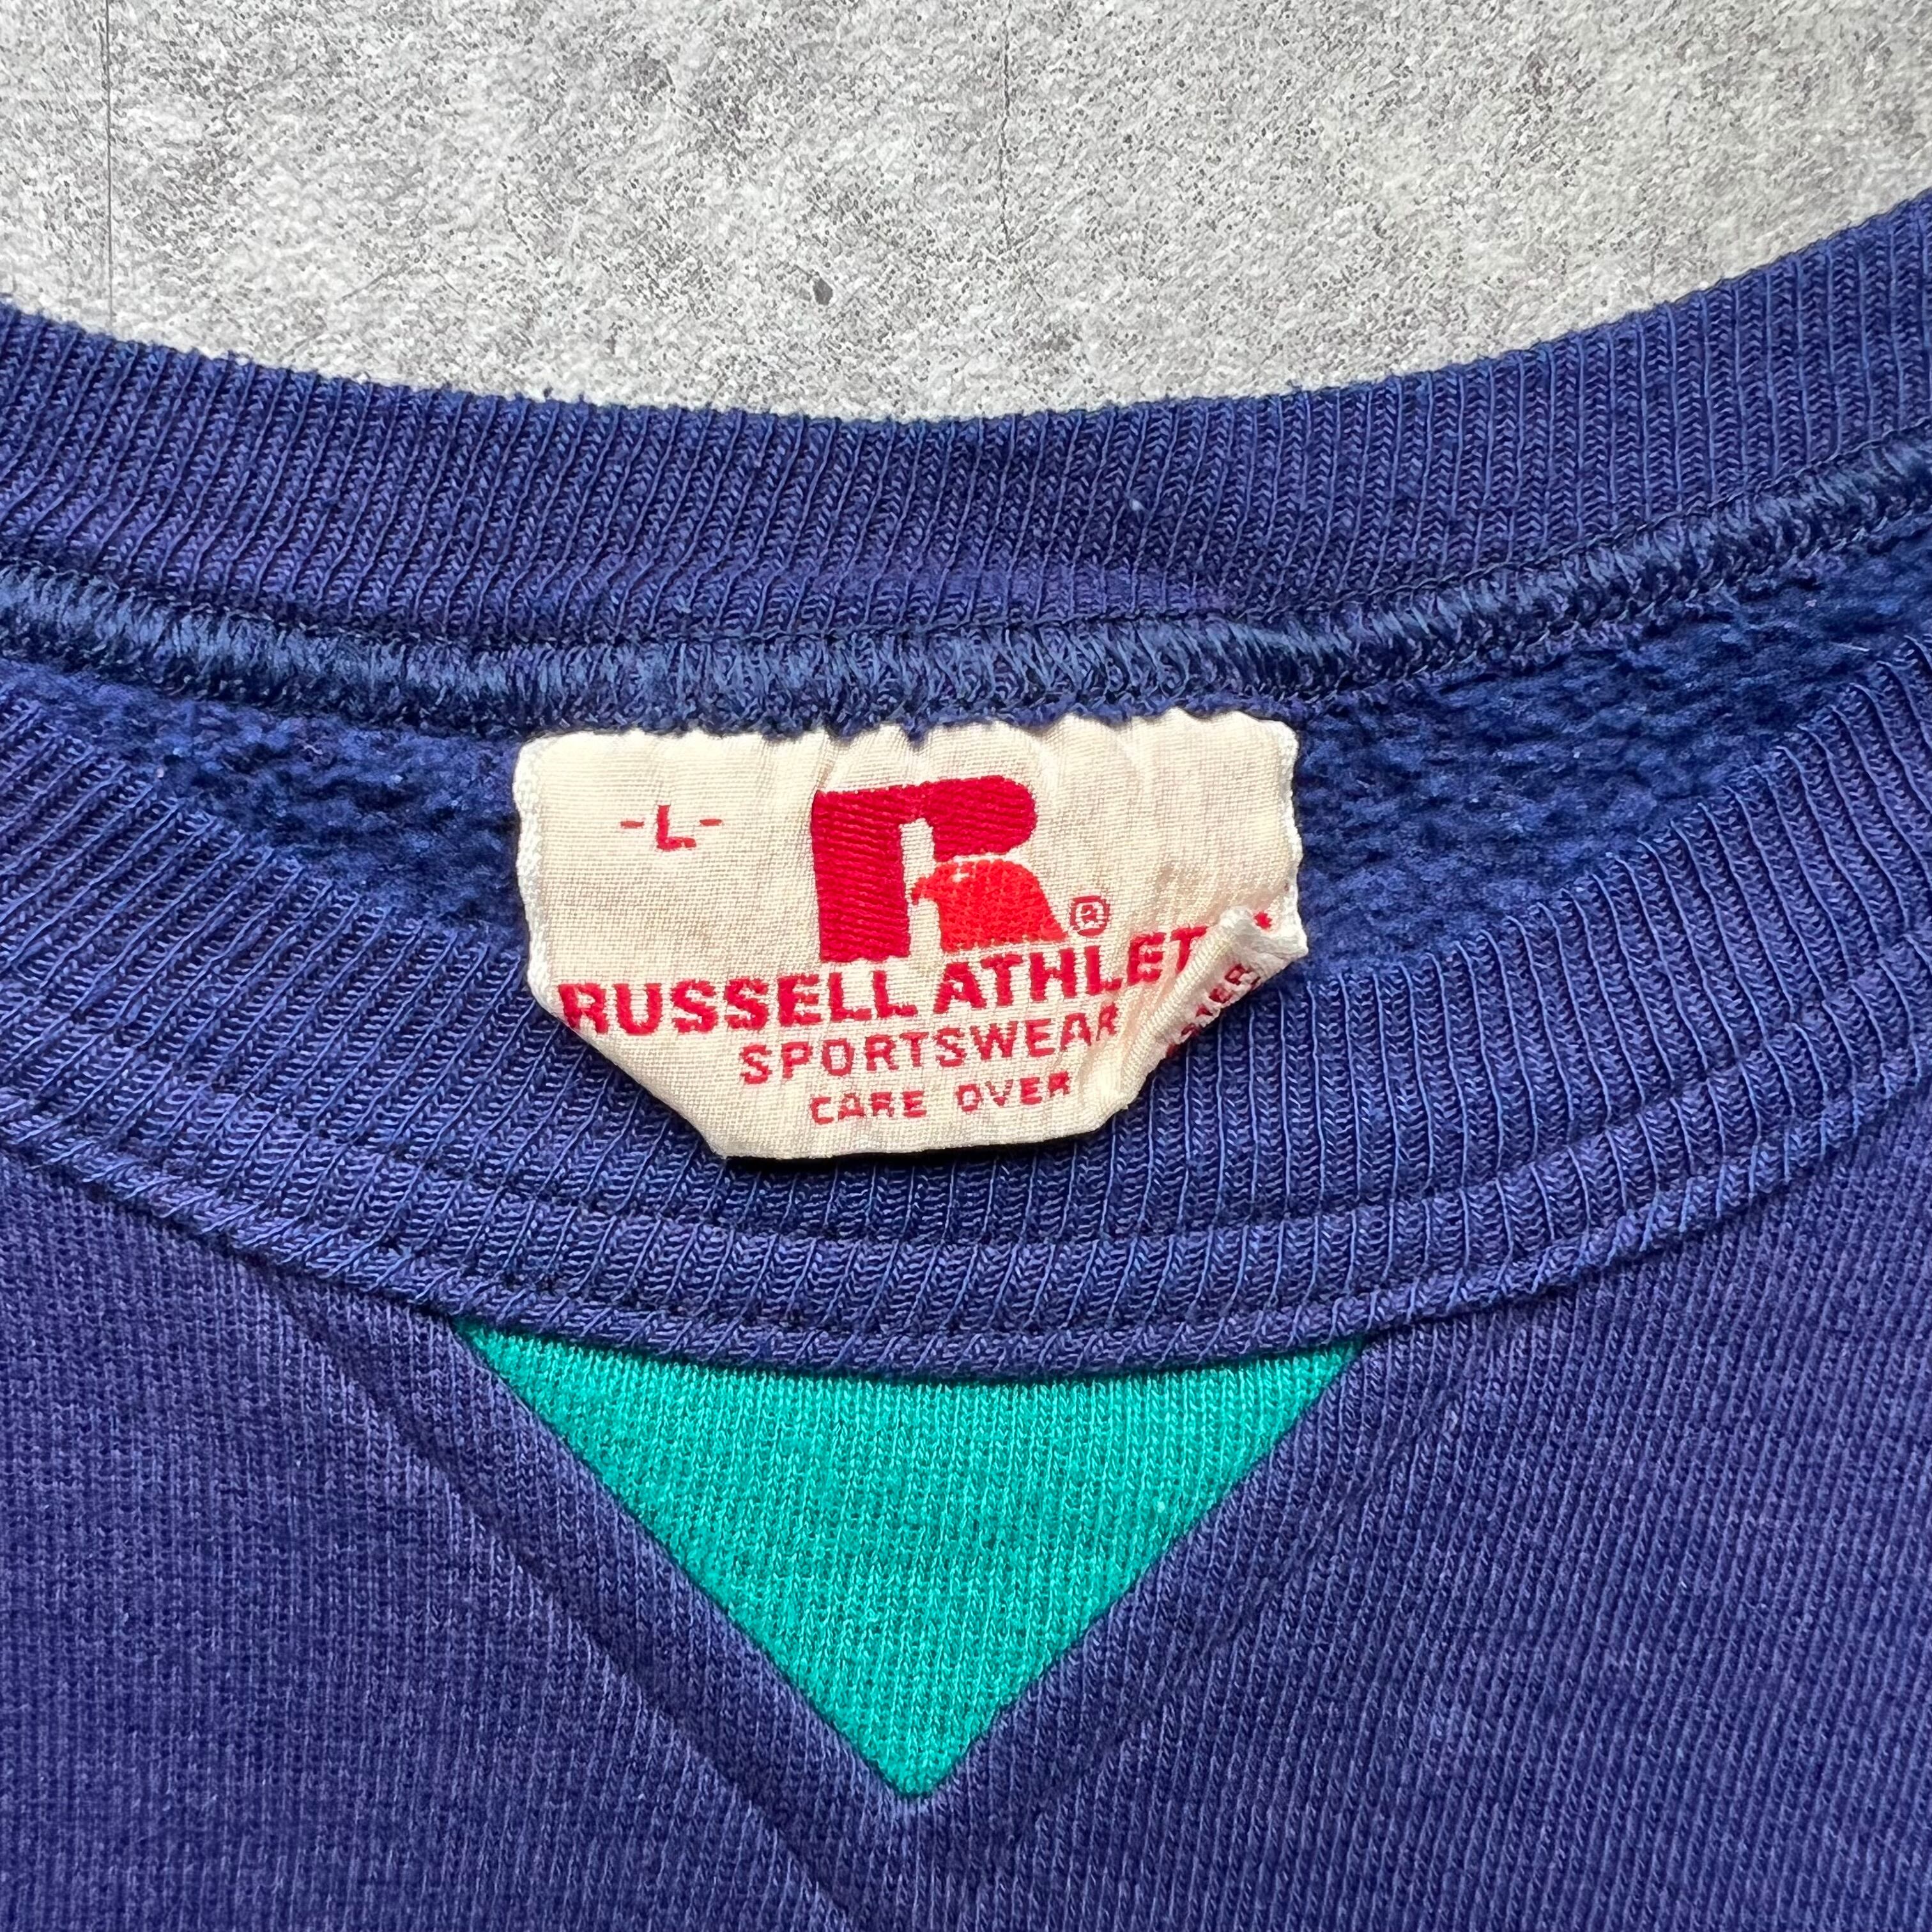 -L-
R
®
RUSSELL ATHLET
SPORTSWEAR
CARE OVER